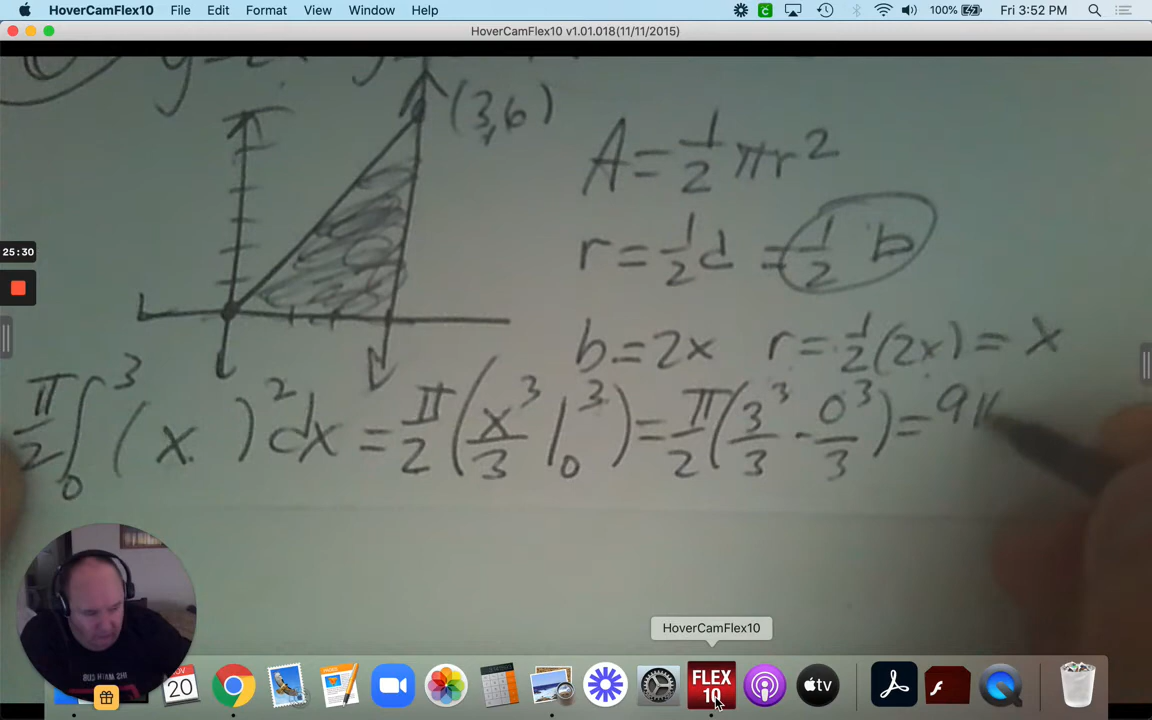 HoverCamFlex10 File Edit Format View Window Help 100% Fri 3:52 PM
HoverCamFlex10 v1.01.018(11/11/2015)
(3,6)
A = 1/2 πr²
25:30
r = 1/2 d = 1/2 b
b = 2x r = 1/2 (2x) = x
π/2 ∫₀³ (x)² dx = π/2 (x³/3 |₀³) = π/2 (3³/3 - 0³/3) = 9π
HoverCamFlex10
NOV
20
FLEX
10
tv